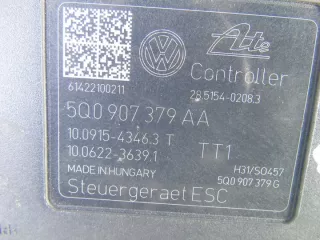 Ate
Controller
61422100211
28.5154-0208.3
5Q0 907 379 AA
10.0915-4346.3 T
10.0622-3639.1
TT1
MADE IN HUNGARY
H31/SO457
Steuergeraet ESC
5Q0 907 379 G